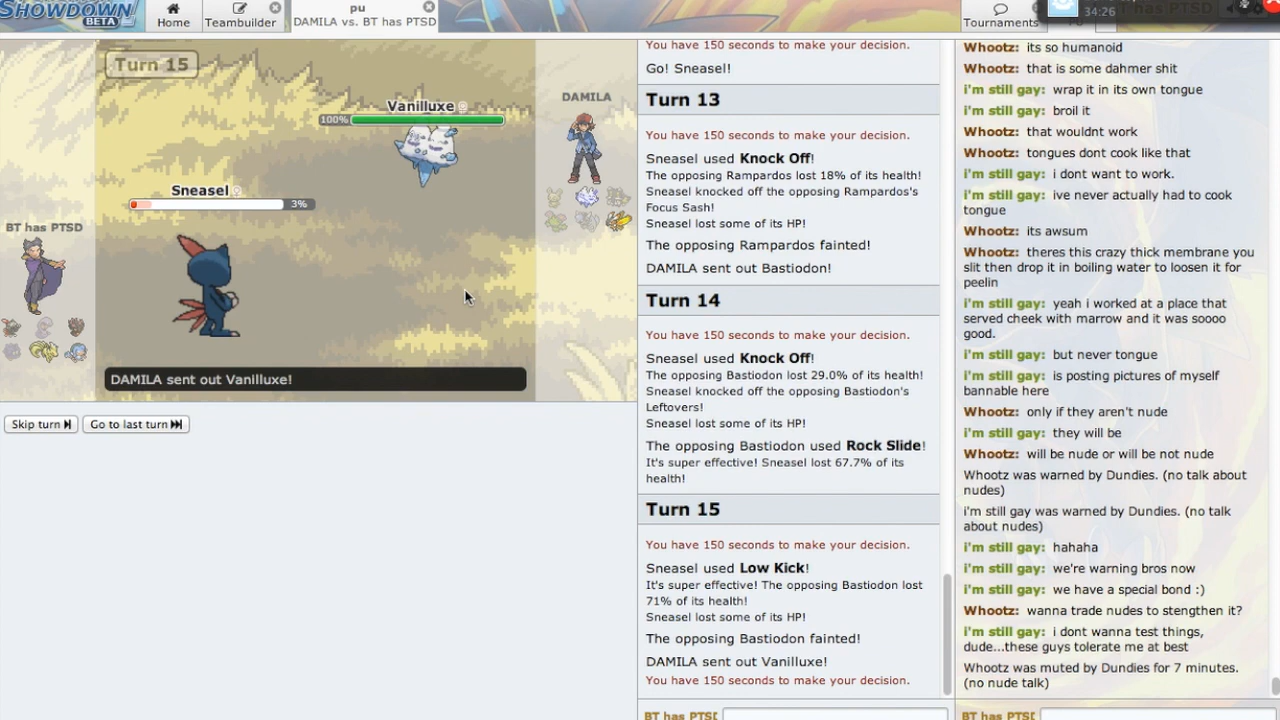 SHOWDOWN
BETA
Home
Teambuilder
pu
DAMILA vs. BT has PTSD
Tournaments
34:26
Turn 15
Vanilluxe
100%
Sneasel
3%
BT has PTSD
DAMILA
DAMILA sent out Vanilluxe!
Skip turn
Go to last turn
You have 150 seconds to make your decision.
Go! Sneasel!
Turn 13
You have 150 seconds to make your decision.
Sneasel used Knock Off!
The opposing Rampardos lost 18% of its health!
Sneasel knocked off the opposing Rampardos's
Focus Sash!
Sneasel lost some of its HP!
The opposing Rampardos fainted!
DAMILA sent out Bastiodon!
Turn 14
You have 150 seconds to make your decision.
Sneasel used Knock Off!
The opposing Bastiodon lost 29.0% of its health!
Sneasel knocked off the opposing Bastiodon's
Leftovers!
Sneasel lost some of its HP!
The opposing Bastiodon used Rock Slide!
It's super effective! Sneasel lost 67.7% of its
health!
Turn 15
You have 150 seconds to make your decision.
Sneasel used Low Kick!
It's super effective! The opposing Bastiodon lost
71% of its health!
Sneasel lost some of its HP!
The opposing Bastiodon fainted!
DAMILA sent out Vanilluxe!
You have 150 seconds to make your decision.
BT has PTSD
Whootz: its so humanoid
Whootz: that is some dahmer shit
i'm still gay: wrap it in its own tongue
i'm still gay: broil it
Whootz: that wouldnt work
Whootz: tongues dont cook like that
i'm still gay: i dont want to work.
i'm still gay: ive never actually had to cook
tongue
Whootz: its awsum
Whootz: theres this crazy thick membrane you
slit then drop it in boiling water to loosen it for
peelin
i'm still gay: yeah i worked at a place that
served cheek with marrow and it was soooo
good.
i'm still gay: but never tongue
i'm still gay: is posting pictures of myself
bannable here
Whootz: only if they aren't nude
i'm still gay: they will be
Whootz: will be nude or will be not nude
Whootz was warned by Dundies. (no talk about
nudes)
i'm still gay was warned by Dundies. (no talk
about nudes)
i'm still gay: hahaha
i'm still gay: we're warning bros now
i'm still gay: we have a special bond :)
Whootz: wanna trade nudes to stengthen it?
i'm still gay: i dont wanna test things,
dude...these guys tolerate me at best
Whootz was muted by Dundies for 7 minutes.
(no nude talk)
BT has PTSD